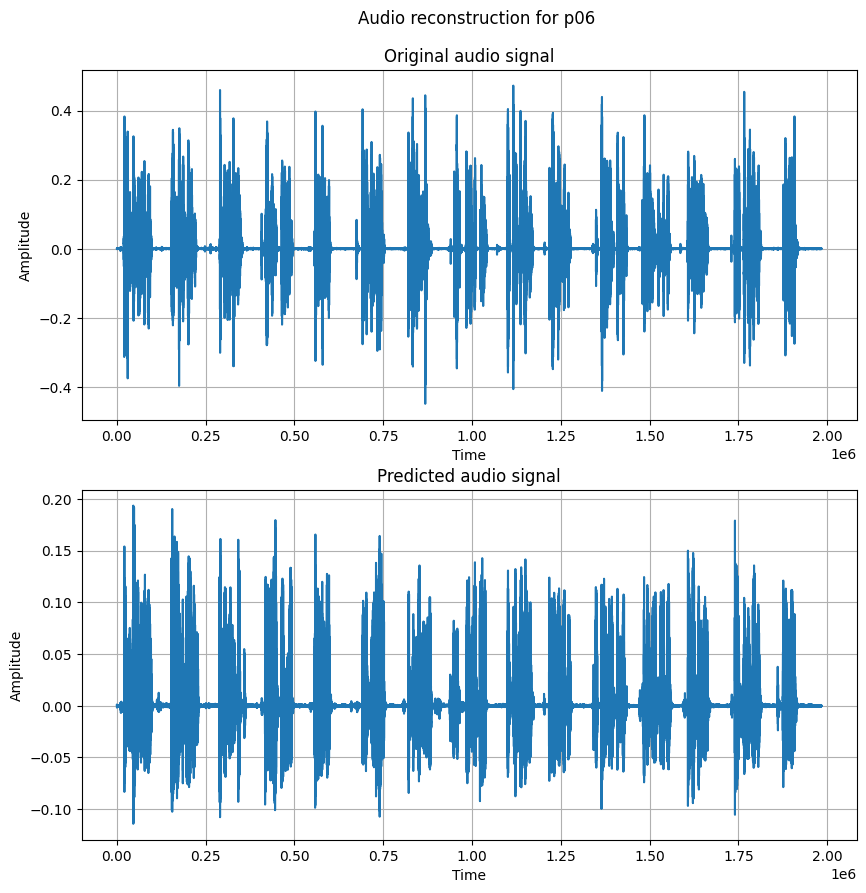 Audio reconstruction for p06
Original audio signal
0.4
0.2
0.0
−0.2
−0.4
Amplitude
0.00 0.25 0.50 0.75 1.00 1.25 1.50 1.75 2.00
1e6
Time
Predicted audio signal
0.20
0.15
0.10
0.05
0.00
−0.05
−0.10
Amplitude
0.00 0.25 0.50 0.75 1.00 1.25 1.50 1.75 2.00
1e6
Time